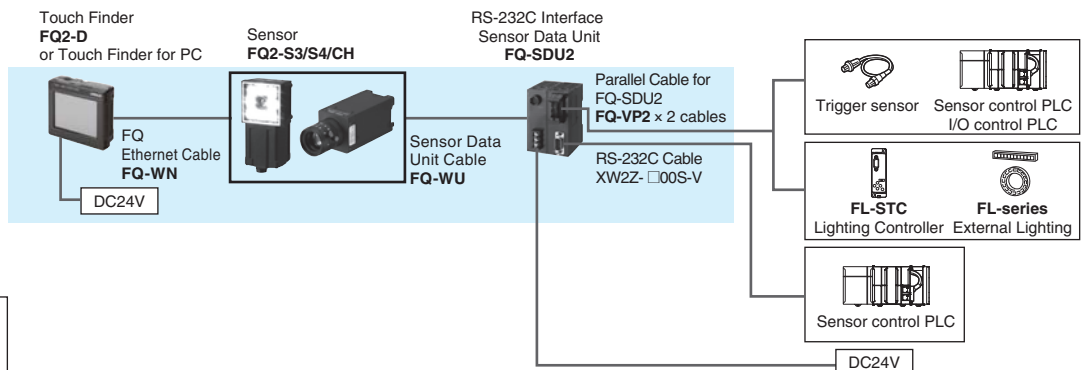 Touch Finder
FQ2-D
or Touch Finder for PC
Sensor
FQ2-S3/S4/CH
RS-232C Interface
Sensor Data Unit
FQ-SDU2
FQ
Ethernet Cable
FQ-WN
DC24V
Sensor Data
Unit Cable
FQ-WU
Parallel Cable for
FQ-SDU2
FQ-VP2 × 2 cables
RS-232C Cable
XW2Z- □00S-V
Trigger sensor
Sensor control PLC
I/O control PLC
FL-STC
Lighting Controller
FL-series
External Lighting
Sensor control PLC
DC24V